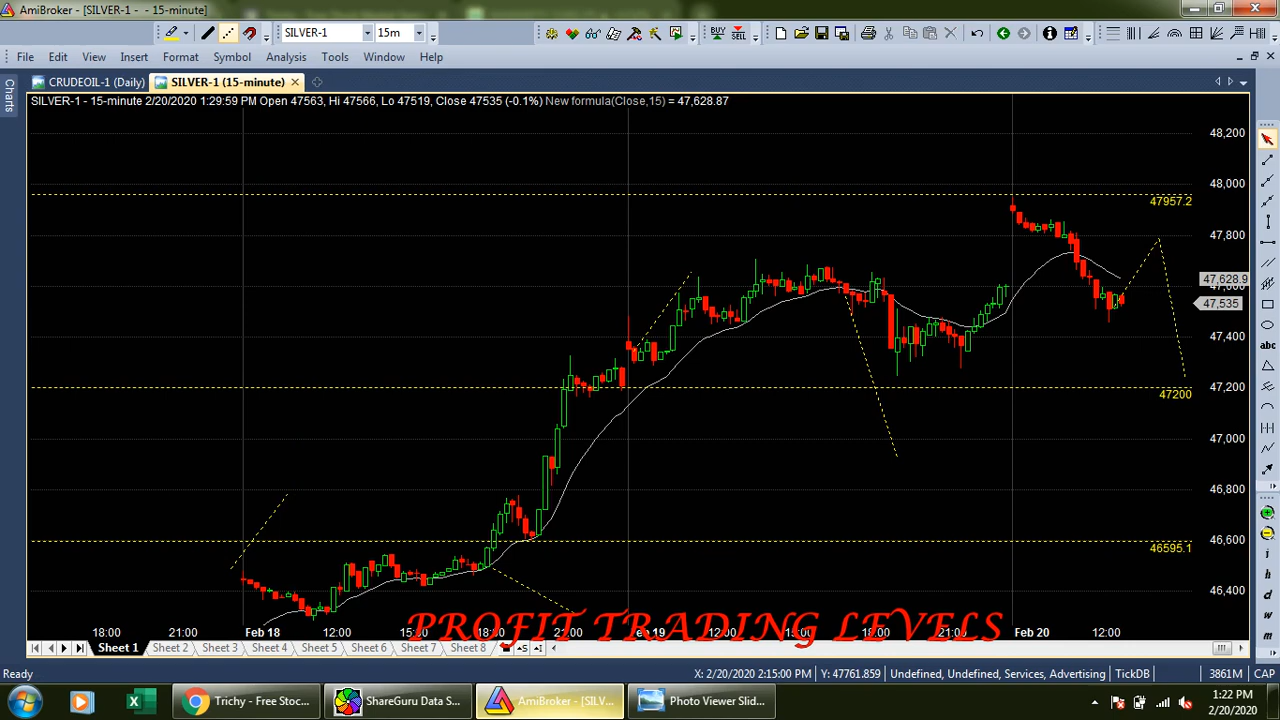 AmiBroker - [SILVER-1 - - 15-minute]
SILVER-1
15m
BUY SELL
File Edit View Insert Format Symbol Analysis Tools Window Help
Charts
CRUDEOIL-1 (Daily)
SILVER-1 (15-minute)
SILVER-1 - 15-minute 2/20/2020 1:29:59 PM Open 47563, Hi 47566, Lo 47519, Close 47535 (-0.1%) New formula(Close,15) = 47,628.87
48,200
48,000
47957.2
47,800
47,628.9
47,600
47,535
47,400
47,200
47200
47,000
46,800
46,600
46595.1
46,400
abc
i
h
d
w
m
PROFIT TRADING LEVELS
18:00 21:00 Feb 18 12:00 15:00 18:00 21:00 Feb 19 12:00 15:00 18:00 21:00 Feb 20 12:00
Sheet 1 Sheet 2 Sheet 3 Sheet 4 Sheet 5 Sheet 6 Sheet 7 Sheet 8
Ready
X: 2/20/2020 2:15:00 PM Y: 47761.859 Undefined, Undefined, Services, Advertising TickDB 3861M CAP
Trichy - Free Stoc...
ShareGuru Data S...
AmiBroker - [SILV...
Photo Viewer Slid...
1:22 PM
2/20/2020